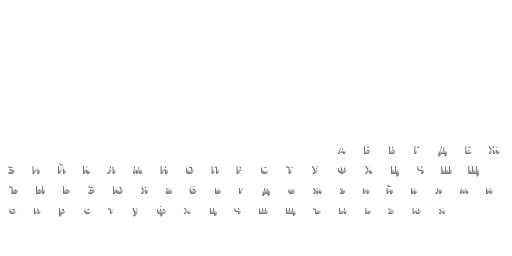 А Б В Г Д Е Ж
З И Й К Л М Н О П Р С Т У Ф Х Ц Ч Ш Щ
Ъ Ы Ь Э Ю Я а б в г д е ж з и й к л м н
о п р с т у ф х ц ч ш щ ъ ы ь э ю я